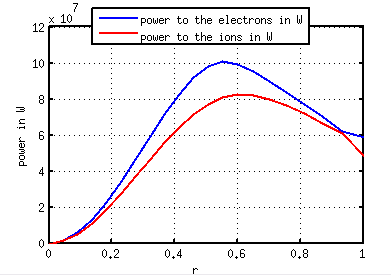 x 10
7
power to the electrons in W
power to the ions in W
12
10
8
6
4
2
0
power in W
0 0.2 0.4 0.6 0.8 1
r